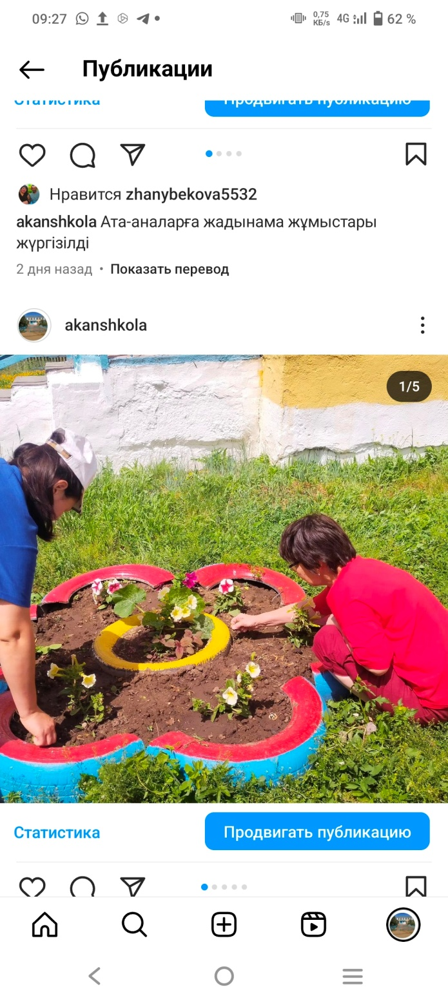 09:27 0,75 КБ/s 4G 62 %
Публикации
Статистика Продвигать публикацию
Нравится zhanybekova5532
akanshkola Ата-аналарға жадынама жұмыстары
жүргізілді
2 дня назад • Показать перевод
akanshkola
1/5
Статистика Продвигать публикацию